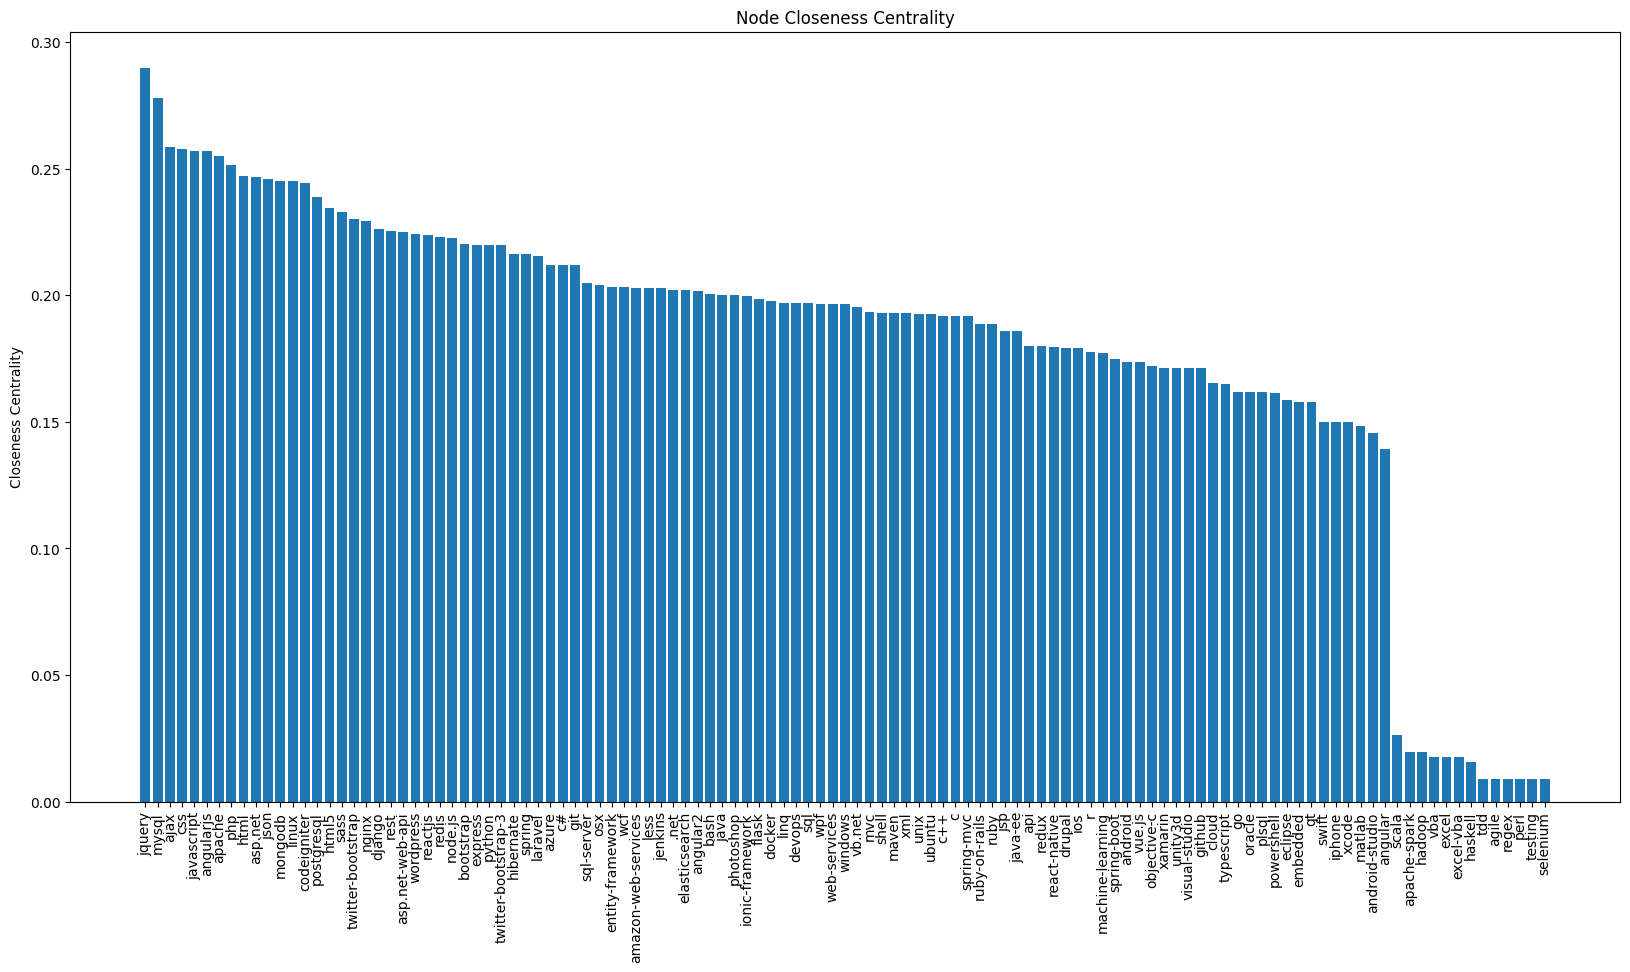 Node Closeness Centrality
0.30
0.25
0.20
0.15
0.10
0.05
0.00
Closeness Centrality
jquery
mysql
ajax
css
javascript
angularjs
apache
php
html
asp.net
json
mongodb
linux
codeigniter
postgresql
html5
sass
twitter-bootstrap
nginx
django
rest
asp.net-web-api
wordpress
reactjs
redis
node.js
bootstrap
express
python
twitter-bootstrap-3
hibernate
spring
laravel
azure
c#
git
sql-server
osx
entity-framework
wcf
amazon-web-services
less
jenkins
.net
elasticsearch
angular2
bash
java
photoshop
ionic-framework
flask
docker
linq
devops
sql
wpf
web-services
windows
vb.net
mvc
shell
maven
xml
unix
ubuntu
c++
c
spring-mvc
ruby-on-rails
ruby
jsp
java-ee
api
redux
react-native
drupal
ios
r
machine-learning
spring-boot
android
vue.js
objective-c
xamarin
unity3d
visual-studio
github
cloud
typescript
go
oracle
plsql
powershell
eclipse
embedded
qt
swift
iphone
xcode
matlab
android-studio
angular
scala
apache-spark
hadoop
vba
excel
excel-vba
haskell
tdd
agile
regex
perl
testing
selenium